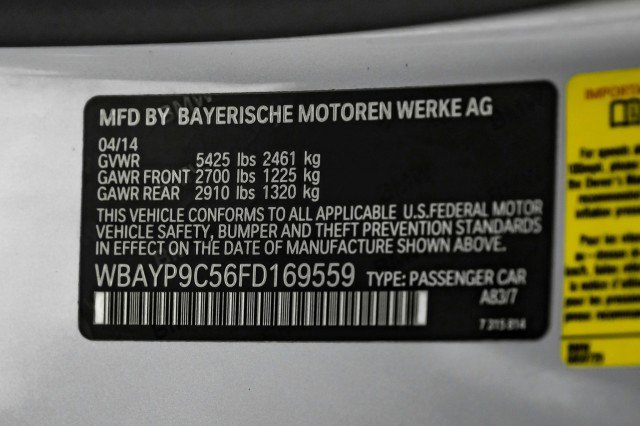 MFD BY BAYERISCHE MOTOREN WERKE AG
04/14
GVWR 5425 lbs 2461 kg
GAWR FRONT 2700 lbs 1225 kg
GAWR REAR 2910 lbs 1320 kg
THIS VEHICLE CONFORMS TO ALL APPLICABLE U.S.FEDERAL MOTOR
VEHICLE SAFETY, BUMPER AND THEFT PREVENTION STANDARDS
IN EFFECT ON THE DATE OF MANUFACTURE SHOWN ABOVE.
WBAYP9C56FD169559 TYPE: PASSENGER CAR
A83/7
7 315 814
IMPORTA